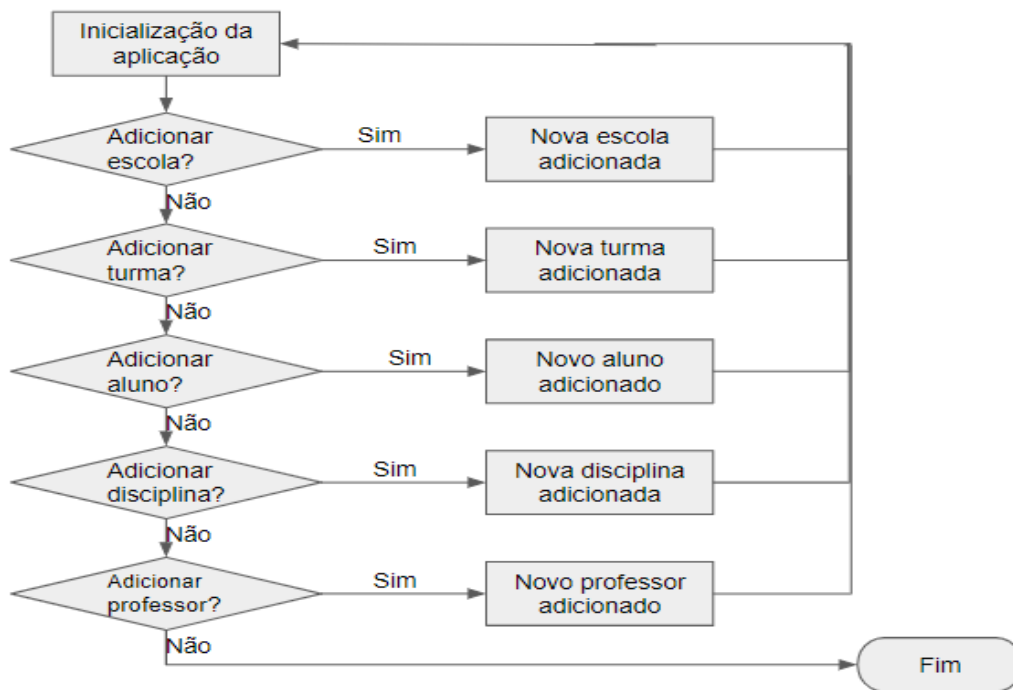 Inicialização da
aplicação
Adicionar
escola?
Sim
Nova escola
adicionada
Não
Adicionar
turma?
Sim
Nova turma
adicionada
Não
Adicionar
aluno?
Sim
Novo aluno
adicionado
Não
Adicionar
disciplina?
Sim
Nova disciplina
adicionada
Não
Adicionar
professor?
Sim
Novo professor
adicionado
Não
Fim